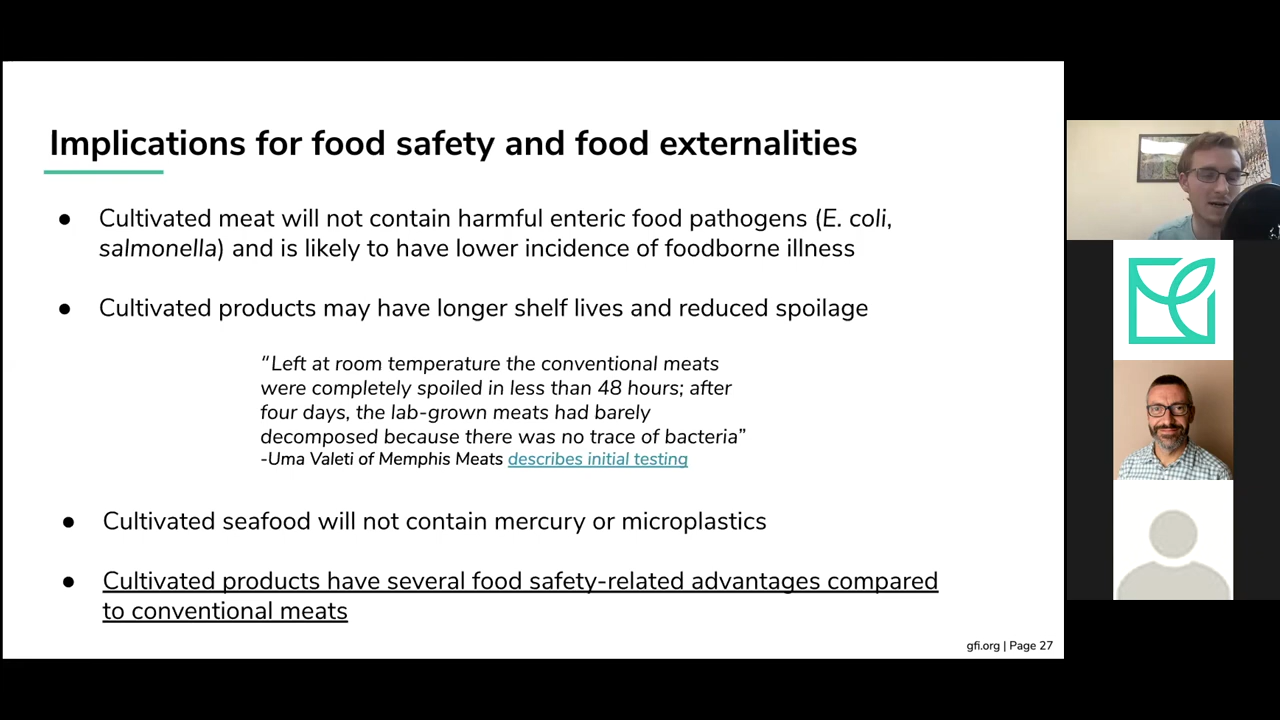 Implications for food safety and food externalities
● Cultivated meat will not contain harmful enteric food pathogens (E. coli,
salmonella) and is likely to have lower incidence of foodborne illness
● Cultivated products may have longer shelf lives and reduced spoilage
“Left at room temperature the conventional meats
were completely spoiled in less than 48 hours; after
four days, the lab-grown meats had barely
decomposed because there was no trace of bacteria”
-Uma Valeti of Memphis Meats describes initial testing
● Cultivated seafood will not contain mercury or microplastics
● Cultivated products have several food safety-related advantages compared
to conventional meats
gfi.org | Page 27